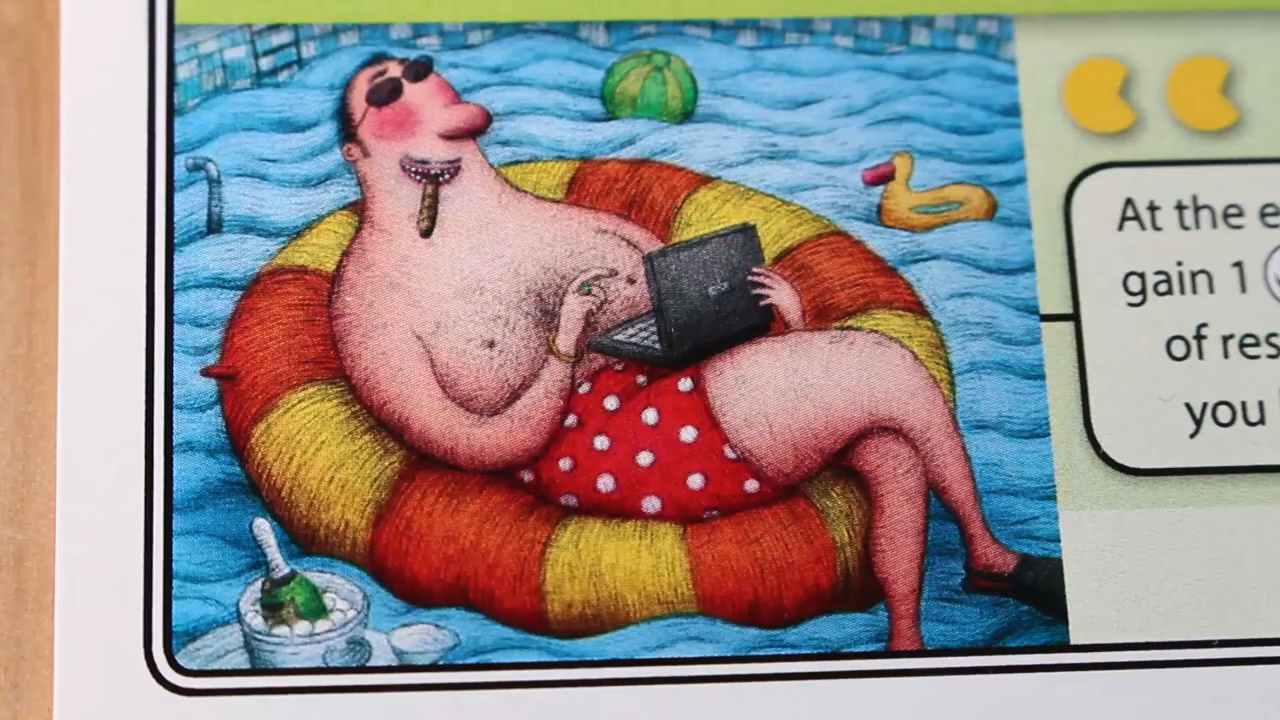 At the e
gain 1
of res
you